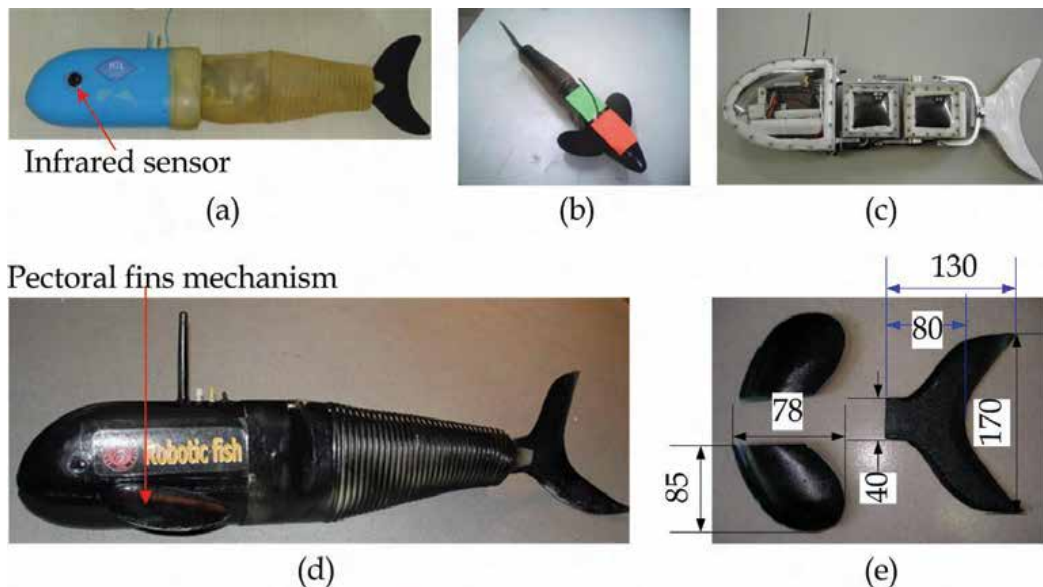 Infrared sensor
(a)
(b)
(c)
Pectoral fins mechanism
Robotic fish
(d)
130
80
78
170
85
40
(e)